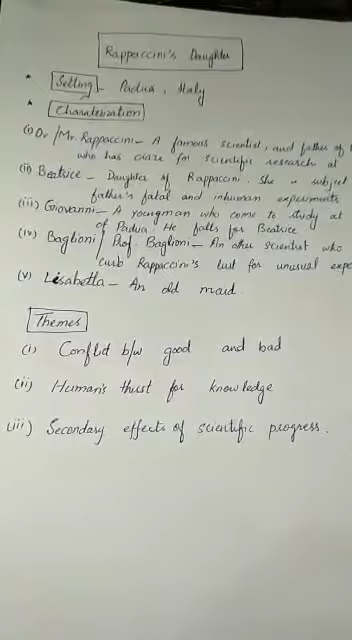 Rappaccini's Daughter
* Setting - Padua, Italy
* Charaterization
(i) Dr/Mr. Rappaccini - A famous scientist, and father of
who has craze for scientific research at
(ii) Beatrice - Daughter of Rappacini. She is subject
father's fatal and inhuman experiments
(iii) Giovanni - A youngman who come to study at
of Padua. He falls for Beatrice
(iv) Baglioni / Prof. Baglioni - An other scientist who
curb Rappaccini's lust for unusual expe
(v) Lisabetta - An old maid.
Themes
(i) Conflict b/w good and bad
(ii) Human's thust for knowledge
(iii) Secondary effects of scientific progress.